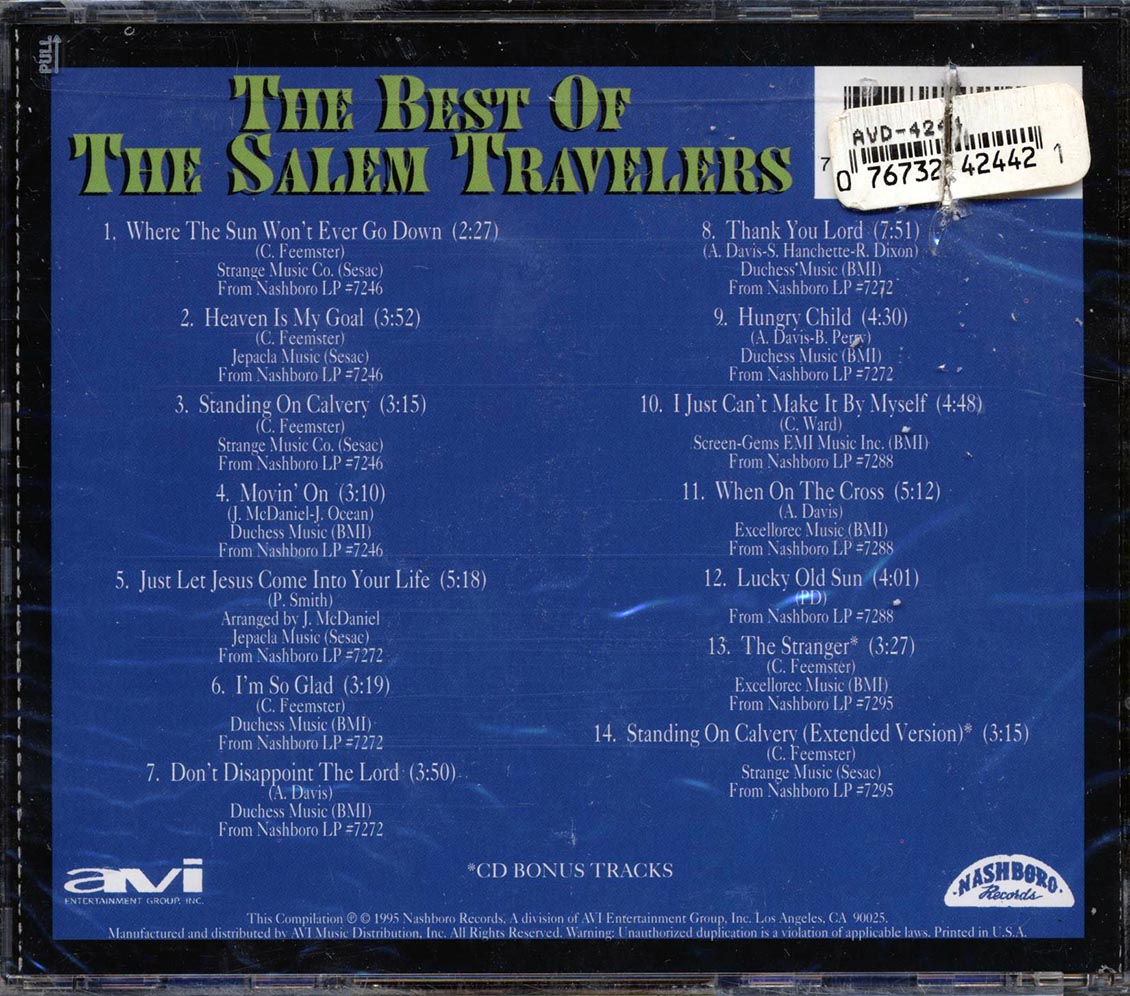 PULL
THE BEST OF
THE SALEM TRAVELERS
7
0 76732 42442 1
1. Where The Sun Won't Ever Go Down (2:27)
(C. Feemster)
Strange Music Co. (Sesac)
From Nashboro LP #7246
2. Heaven Is My Goal (3:52)
(C. Feemster)
Jepacla Music (Sesac)
From Nashboro LP #7246
3. Standing On Calvery (3:15)
(C. Feemster)
Strange Music Co. (Sesac)
From Nashboro LP #7246
4. Movin' On (3:10)
(J. McDaniel-J. Ocean)
Duchess Music (BMI)
From Nashboro LP #7246
5. Just Let Jesus Come Into Your Life (5:18)
(P. Smith)
Arranged by J. McDaniel
Jepacla Music (Sesac)
From Nashboro LP #7272
6. I'm So Glad (3:19)
(C. Feemster)
Duchess Music (BMI)
From Nashboro LP #7272
7. Don't Disappoint The Lord (3:50)
(A. Davis)
Duchess Music (BMI)
From Nashboro LP #7272
8. Thank You Lord (7:51)
(A. Davis-S. Hanchette-R. Dixon)
Duchess Music (BMI)
From Nashboro LP #7272
9. Hungry Child (4:30)
(A. Davis-B. Perry)
Duchess Music (BMI)
From Nashboro LP #7272
10. I Just Can't Make It By Myself (4:48)
(C. Ward)
Screen-Gems EMI Music Inc. (BMI)
From Nashboro LP #7288
11. When On The Cross (5:12)
(A. Davis)
Excellorec Music (BMI)
From Nashboro LP #7288
12. Lucky Old Sun (4:01)
(PD)
From Nashboro LP #7288
13. The Stranger* (3:27)
(C. Feemster)
Excellorec Music (BMI)
From Nashboro LP #7295
14. Standing On Calvery (Extended Version)* (3:15)
(C. Feemster)
Strange Music (Sesac)
From Nashboro LP #7295
*CD BONUS TRACKS
avi
ENTERTAINMENT GROUP, INC.
NASHBORO
Records
This Compilation ℗ © 1995 Nashboro Records. A division of AVI Entertainment Group, Inc. Los Angeles, CA 90025.
Manufactured and distributed by AVI Music Distribution, Inc. All Rights Reserved. Warning: Unauthorized duplication is a violation of applicable laws. Printed in U.S.A.